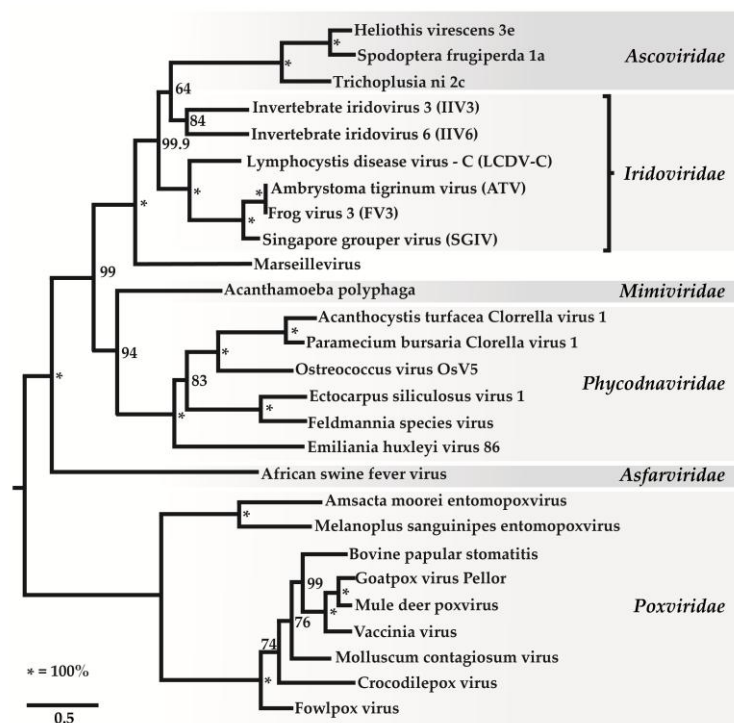 Heliothis virescens 3e
Spodoptera frugiperda 1a
Trichoplusia ni 2c
Ascoviridae
Invertebrate iridovirus 3 (IIV3)
Invertebrate iridovirus 6 (IIV6)
Lymphocystis disease virus - C (LCDV-C)
Ambrystoma tigrinum virus (ATV)
Frog virus 3 (FV3)
Singapore grouper virus (SGIV)
Iridoviridae
Marseillevirus
Acanthamoeba polyphaga
Mimiviridae
Acanthocystis turfacea Clorrella virus 1
Paramecium bursaria Clorella virus 1
Ostreococcus virus OsV5
Ectocarpus siliculosus virus 1
Feldmannia species virus
Emiliania huxleyi virus 86
Phycodnaviridae
African swine fever virus
Asfarviridae
Amsacta moorei entomopoxvirus
Melanoplus sanguinipes entomopoxvirus
Bovine papular stomatitis
Goatpox virus Pellor
Mule deer poxvirus
Vaccinia virus
Molluscum contagiosum virus
Crocodilepox virus
Fowlpox virus
Poxviridae
*
*
64
84
99.9
*
*
*
*
99
94
*
*
83
*
*
*
*
99
*
*
76
74
*
* = 100%
0.5